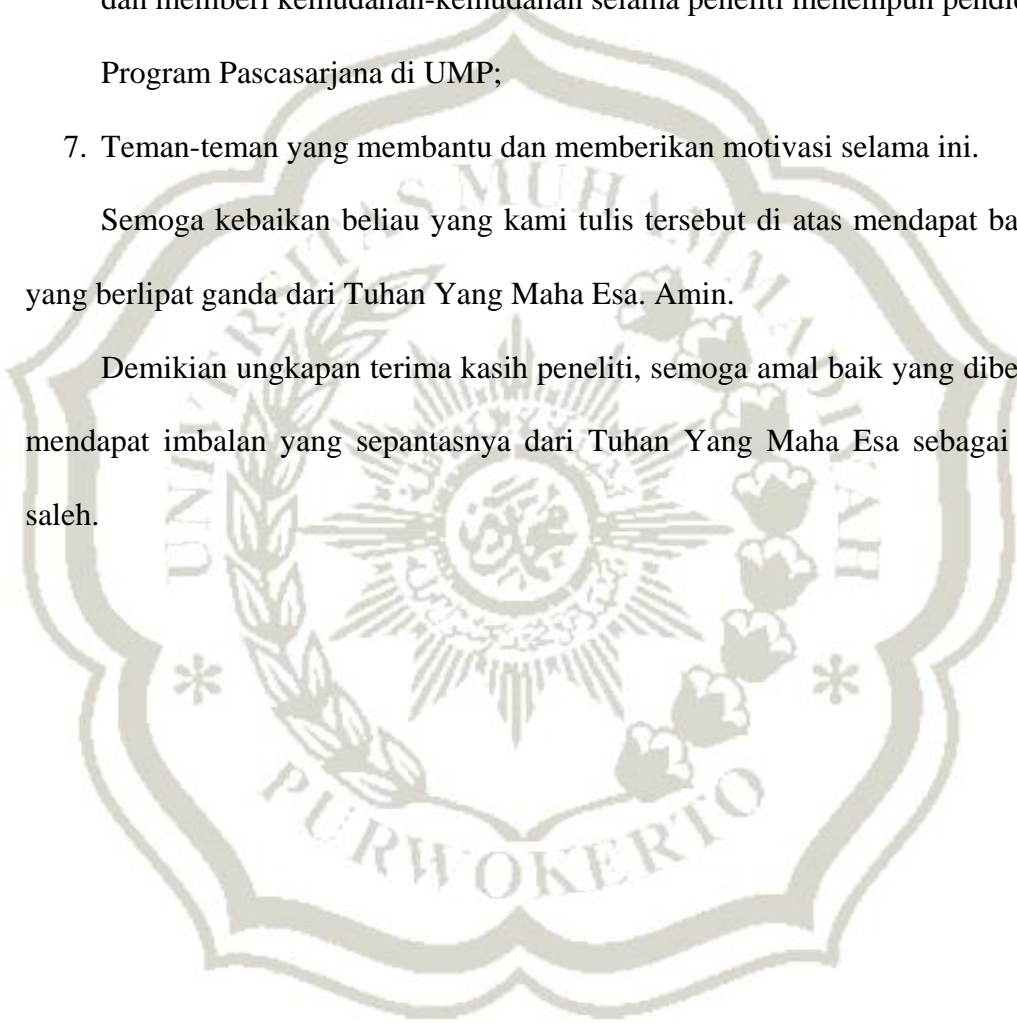 dan memberi kemudahan-kemudahan selama peneliti menempuh
Program Pascasarjana di UMP;
7. Teman-teman yang membantu dan memberikan motivasi selama ini.
Semoga kebaikan beliau yang kami tulis tersebut di atas mendapat
yang berlipat ganda dari Tuhan Yang Maha Esa. Amin.
Demikian ungkapan terima kasih peneliti, semoga amal baik yang
mendapat imbalan yang sepantasnya dari Tuhan Yang Maha Esa sebagai
saleh.
UNIVERSITAS MUHAMMADIYAH
PURWOKERTO